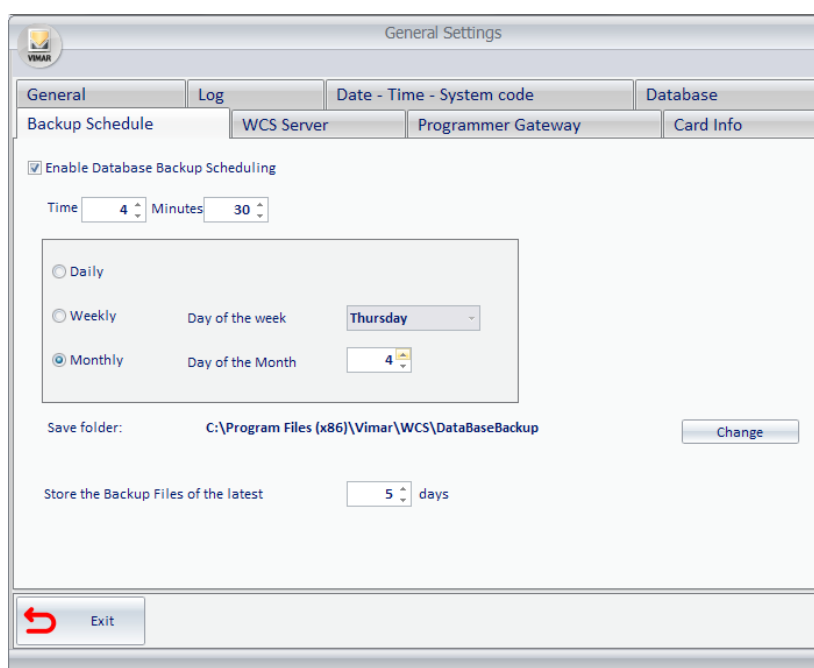 General Settings
VIMAR
General Log Date - Time - System code Database
Backup Schedule WCS Server Programmer Gateway Card Info
Enable Database Backup Scheduling
Time 4 Minutes 30
Daily
Weekly Day of the week Thursday
Monthly Day of the Month 4
Save folder: C:\Program Files (x86)\Vimar\WCS\DataBaseBackup Change
Store the Backup Files of the latest 5 days
Exit